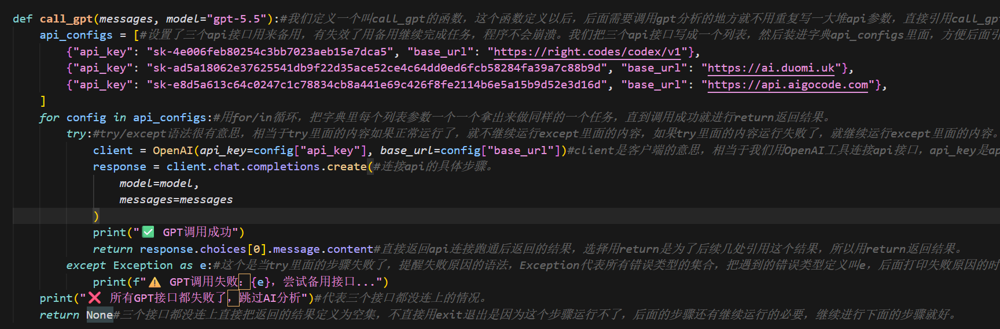 def call_gpt(messages, model="gpt-5.5"):#我们定义一个叫call_gpt的函数，这个函数定义以后，后面需要调用gpt分析的地方就不用重复写一大堆api参数，直接引用call_gp
api_configs = [#设置了三个api接口用来备用，有失效了用备用继续完成任务，程序不会崩溃。我们把三个api接口写成一个列表，然后装进字典api_configs里面，方便后面引
{"api_key": "sk-4e006feb80254c3bb7023aeb15e7dca5", "base_url": "https://right.codes/codex/v1"},
{"api_key": "sk-ad5a18062e37625541db9f22d35ace52ce4c64dd0ed6fcb58284fa39a7c88b9d", "base_url": "https://ai.duomi.uk"},
{"api_key": "sk-e8d5a613c64c0247c1c78834cb8a441e69c426f8fe2114b6e5a15b9d52e3d16d", "base_url": "https://api.aigocode.com"},
]
for config in api_configs:#用for/in循环，把字典里每个列表参数一个一个拿出来做同样的一个任务，直到调用成功就进行return返回结果。
try:#try/except语法很有意思，相当于try里面的内容如果正常运行了，就不继续运行except里面的内容，如果try里面的内容运行失败了，就继续运行except里面的内容。
client = OpenAI(api_key=config["api_key"], base_url=config["base_url"])#client是客户端的意思，相当于我们用OpenAI工具连接api接口，api_key是ap
response = client.chat.completions.create(#连接api的具体步骤。
model=model,
messages=messages
)
print("✅ GPT调用成功")
return response.choices[0].message.content#直接返回api连接跑通后返回的结果，选择用return是为了后续几处引用这个结果，所以用return返回结果。
except Exception as e:#这个是当try里面的步骤失败了，提醒失败原因的语法，Exception代表所有错误类型的集合，把遇到的错误类型定义叫e，后面打印失败原因的时
print(f"⚠️ GPT调用失败：{e}，尝试备用接口...")
print("❌ 所有GPT接口都失败了，跳过AI分析")#代表三个接口都没连上的情况。
return None#三个接口都没连上直接把返回的结果定义为空集，不直接用exit退出是因为这个步骤运行不了，后面的步骤还有继续运行的必要，继续进行下面的步骤就好。